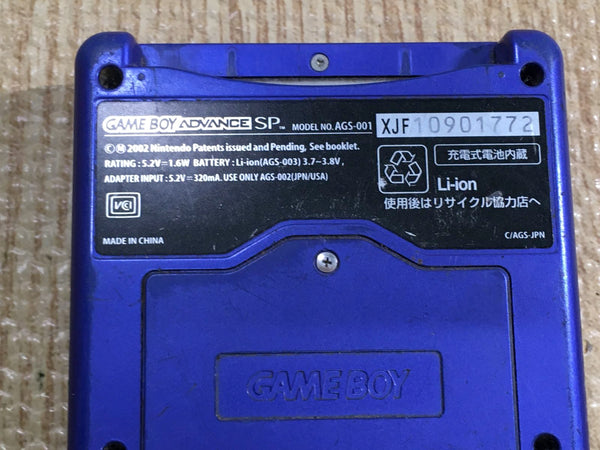 GAME BOY ADVANCE SP™ MODEL NO. AGS-001 XJF10901772
©Ⓜ 2002 Nintendo Patents issued and Pending, See booklet.
RATING : 5.2V⎓1.6W BATTERY : Li-ion(AGS-003) 3.7⎓3.8V,
ADAPTER INPUT : 5.2V⎓320mA. USE ONLY AGS-002(JPN/USA)
充電式電池内蔵
Li-ion
使用後はリサイクル協力店へ
VCI
MADE IN CHINA
C/AGS-JPN
GAME BOY